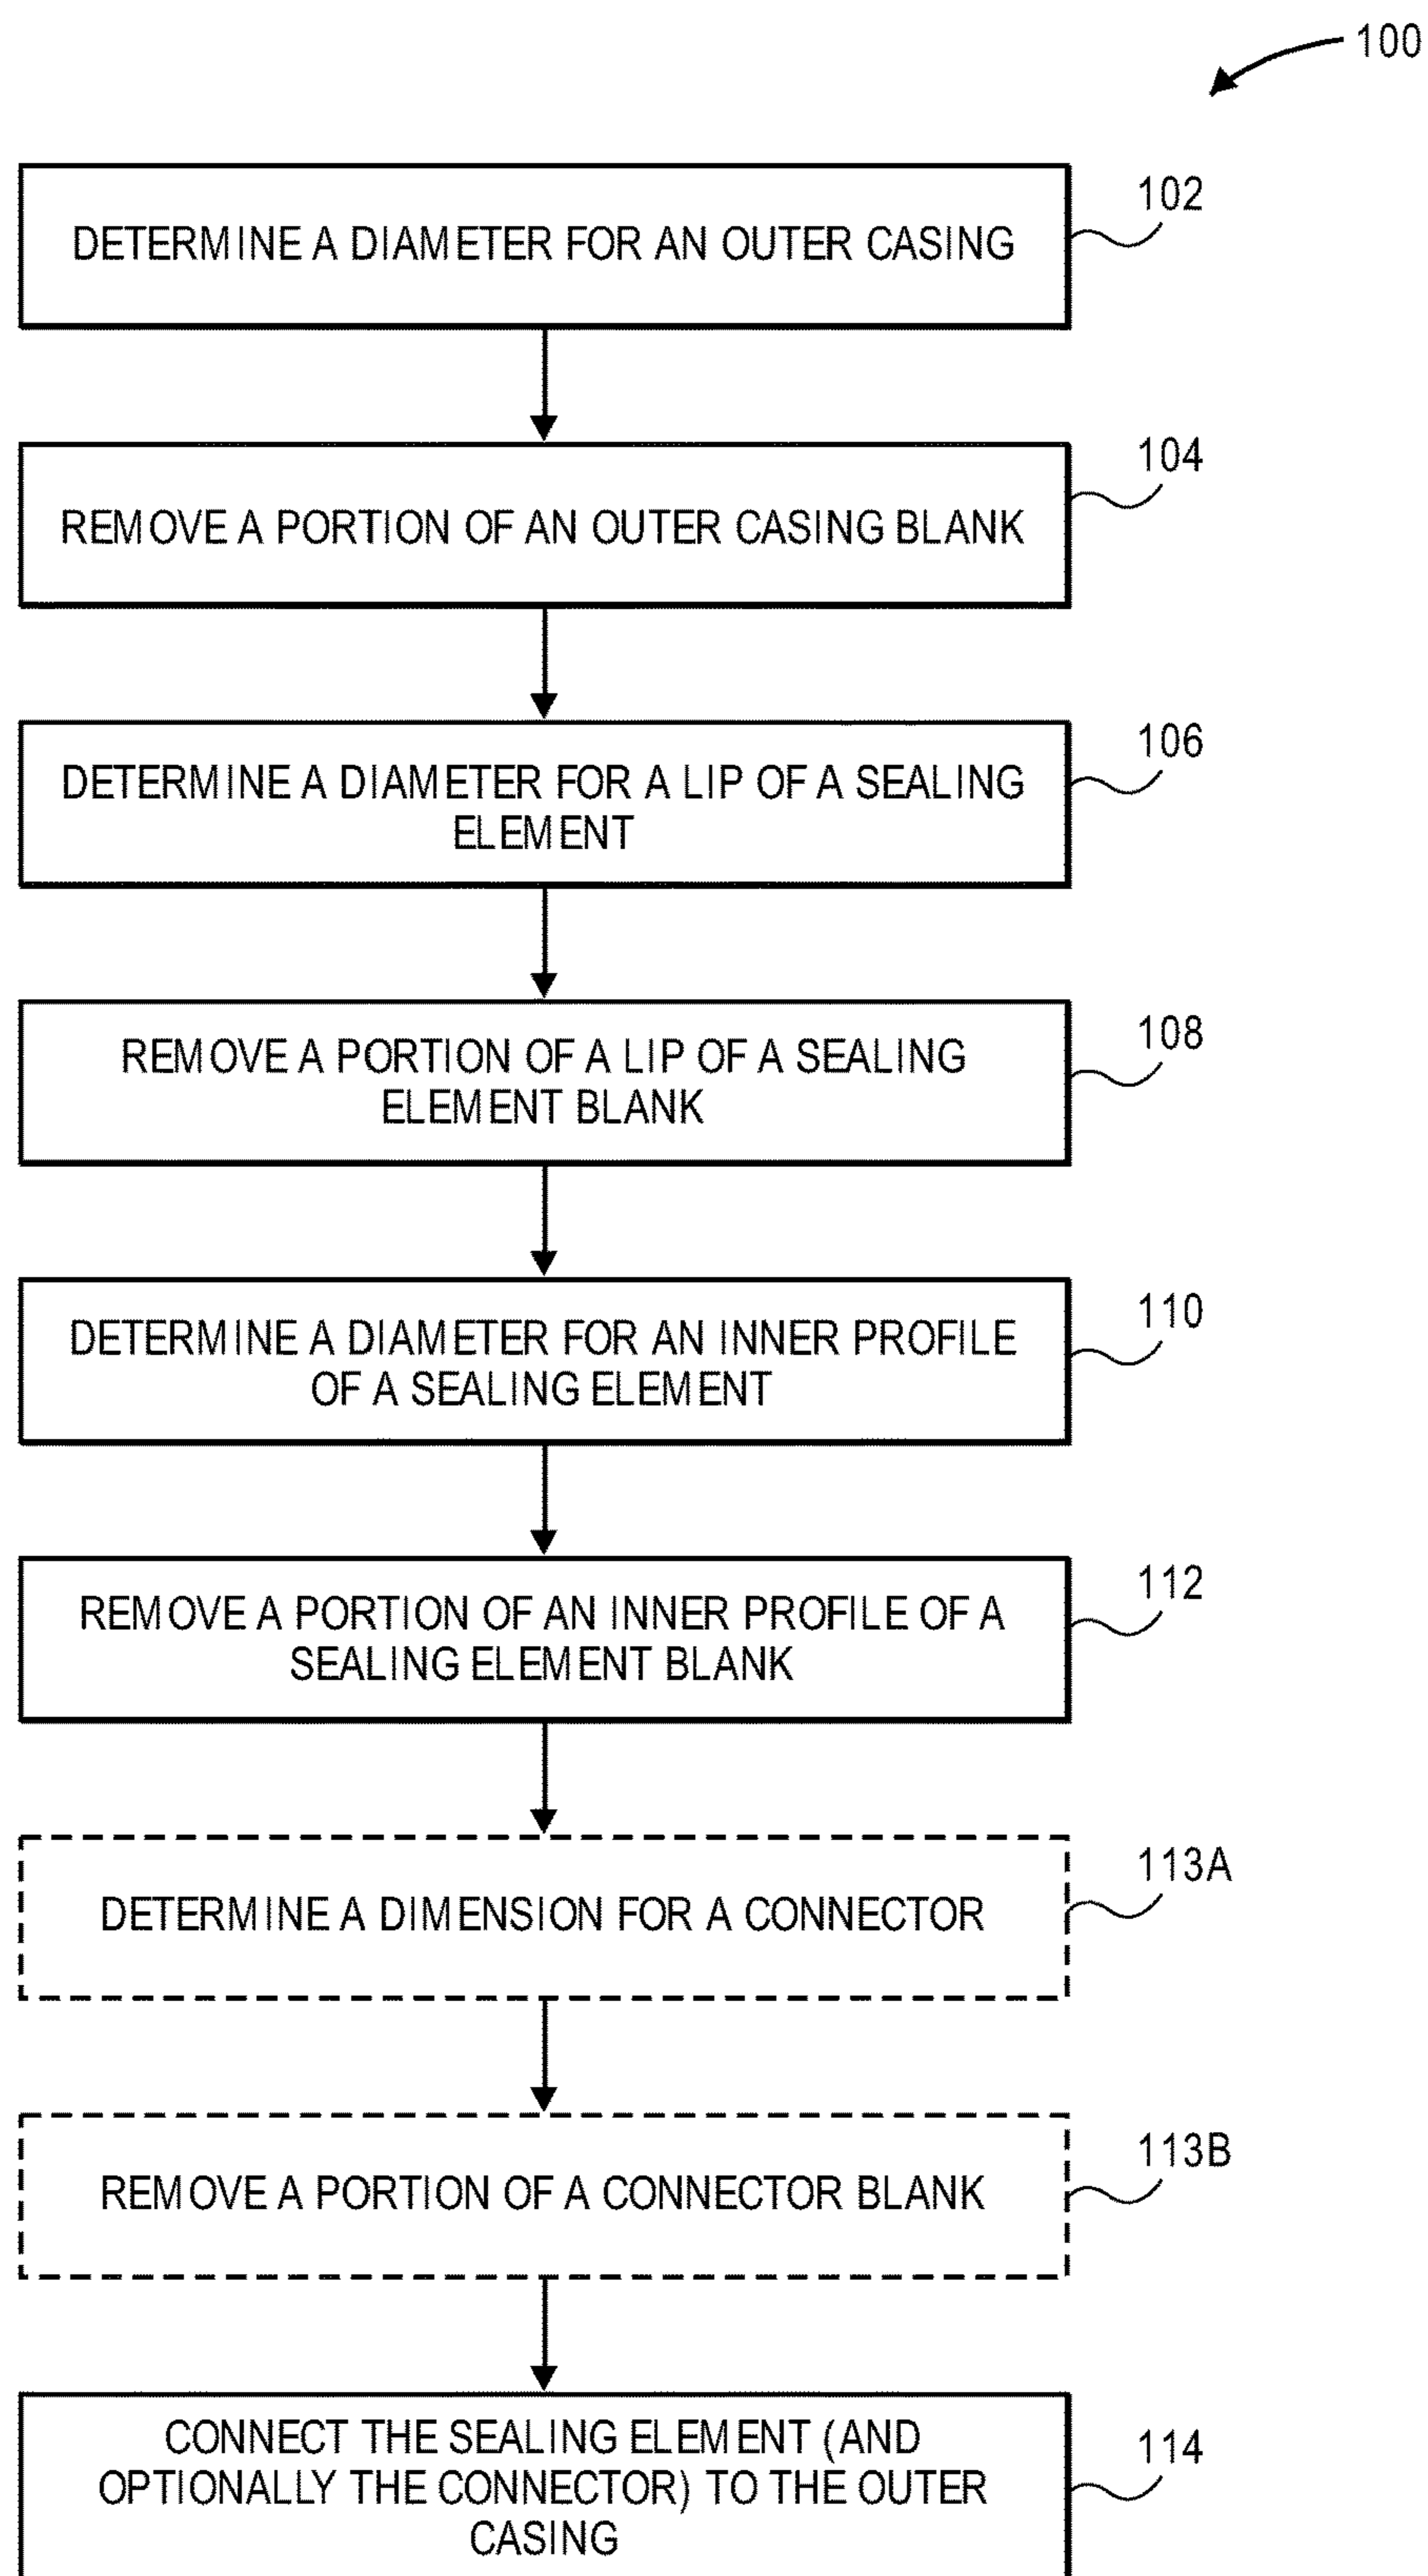 100
DETERMINE A DIAMETER FOR AN OUTER CASING
102
REMOVE A PORTION OF AN OUTER CASING BLANK
104
DETERMINE A DIAMETER FOR A LIP OF A SEALING
ELEMENT
106
REMOVE A PORTION OF A LIP OF A SEALING
ELEMENT BLANK
108
DETERMINE A DIAMETER FOR AN INNER PROFILE
OF A SEALING ELEMENT
110
REMOVE A PORTION OF AN INNER PROFILE OF A
SEALING ELEMENT BLANK
112
DETERMINE A DIMENSION FOR A CONNECTOR
113A
REMOVE A PORTION OF A CONNECTOR BLANK
113B
CONNECT THE SEALING ELEMENT (AND
OPTIONALLY THE CONNECTOR) TO THE OUTER
CASING
114